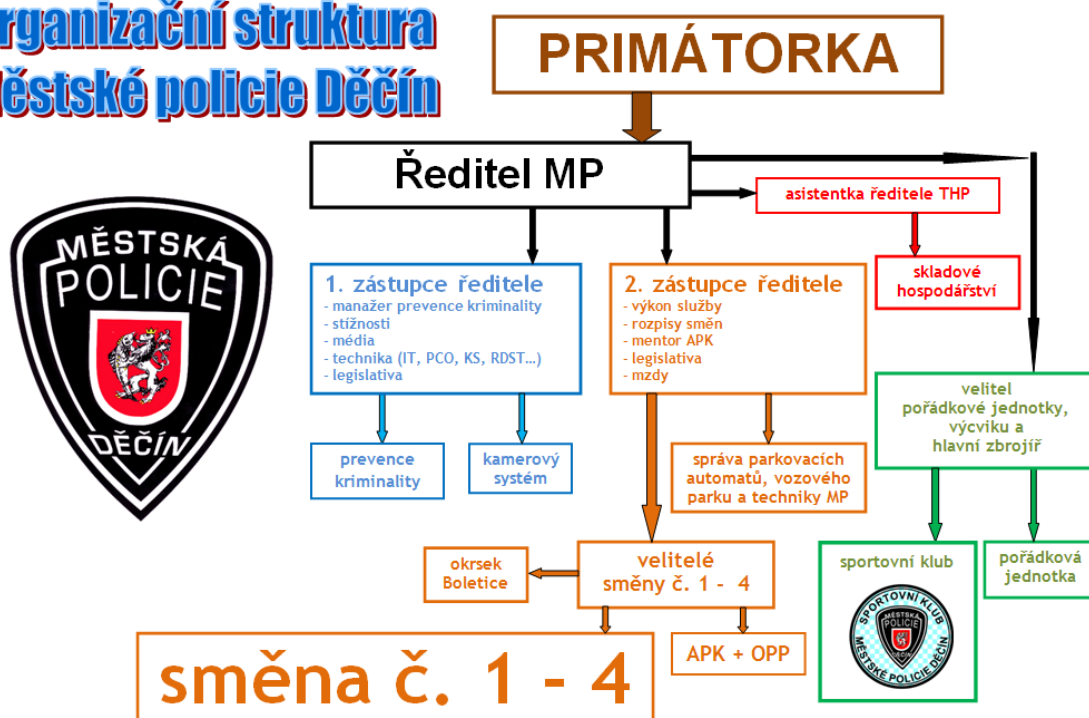 rganizační struktura
ěstské policie Děčín
PRIMÁTORKA
Ředitel MP
asistentka ředitele THP
skladové
hospodářství
MĚSTSKÁ
POLICIE
DĚČÍN
1. zástupce ředitele
- manažer prevence kriminality
- stížnosti
- média
- technika (IT, PCO, KS, RDST...)
- legislativa
2. zástupce ředitele
- výkon služby
- rozpisy směn
- mentor APK
- legislativa
- mzdy
velitel
pořádkové jednotky,
výcviku a
hlavní zbrojíř
prevence
kriminality
kamerový
systém
správa parkovacích
automatů, vozového
parku a techniky MP
okrsek
Boletice
velitelé
směny č. 1 - 4
sportovní klub
SPORTOVNÍ KLUB
MĚSTSKÁ
POLICIE
DĚČÍN
MĚSTSKÉ POLICIE DĚČÍN
pořádková
jednotka
směna č. 1 - 4
APK + OPP